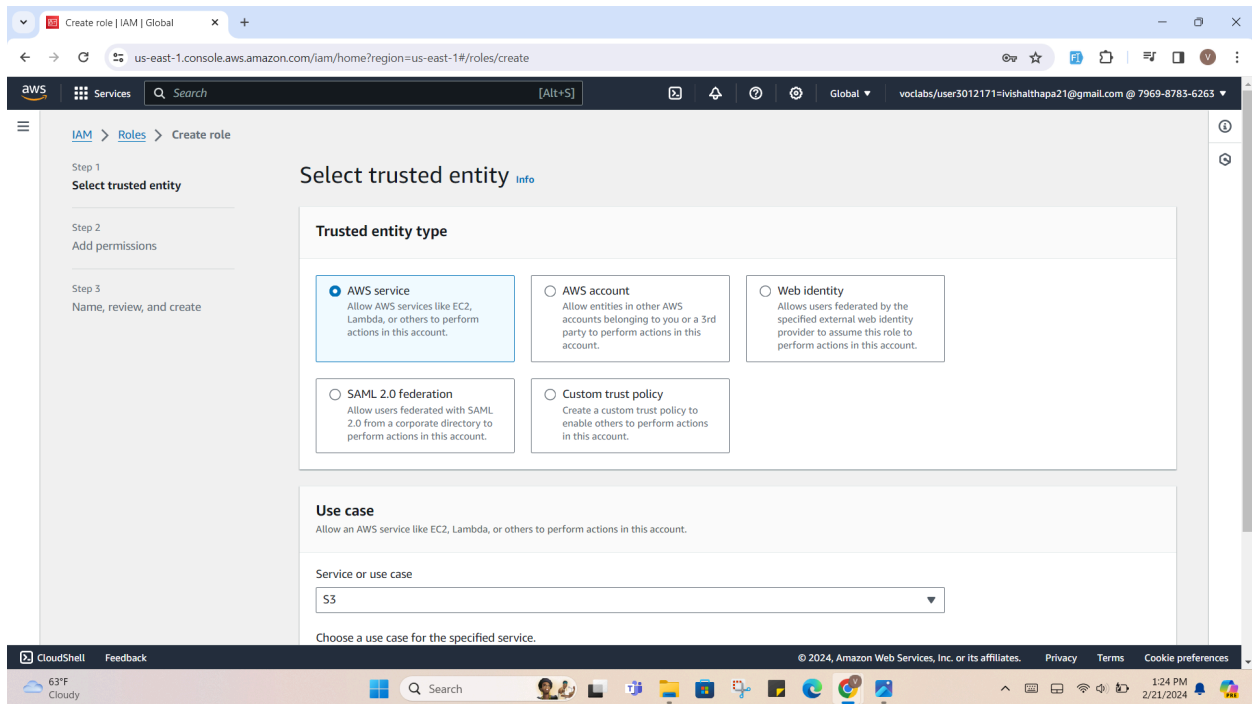 Create role | IAM | Global
us-east-1.console.aws.amazon.com/iam/home?region=us-east-1#/roles/create
aws
Services
Search
[Alt+S]
Global
voclabs/user3012171=ivishalthapa21@gmail.com @ 7969-8783-6263
IAM > Roles > Create role
Step 1
Select trusted entity
Step 2
Add permissions
Step 3
Name, review, and create
Select trusted entity Info
Trusted entity type
AWS service
Allow AWS services like EC2,
Lambda, or others to perform
actions in this account.
AWS account
Allow entities in other AWS
accounts belonging to you or a 3rd
party to perform actions in this
account.
Web identity
Allows users federated by the
specified external web identity
provider to assume this role to
perform actions in this account.
SAML 2.0 federation
Allow users federated with SAML
2.0 from a corporate directory to
perform actions in this account.
Custom trust policy
Create a custom trust policy to
enable others to perform actions
in this account.
Use case
Allow an AWS service like EC2, Lambda, or others to perform actions in this account.
Service or use case
S3
Choose a use case for the specified service.
CloudShell
Feedback
© 2024, Amazon Web Services, Inc. or its affiliates.
Privacy
Terms
Cookie preferences
63°F
Cloudy
Search
1:24 PM
2/21/2024